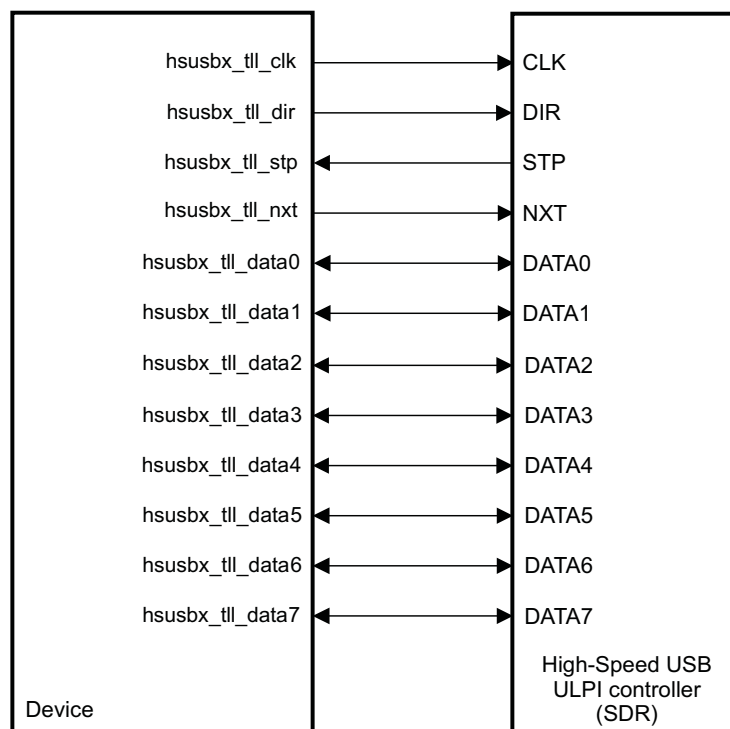 hsusbx_tll_clk CLK
hsusbx_tll_dir DIR
hsusbx_tll_stp STP
hsusbx_tll_nxt NXT
hsusbx_tll_data0 DATA0
hsusbx_tll_data1 DATA1
hsusbx_tll_data2 DATA2
hsusbx_tll_data3 DATA3
hsusbx_tll_data4 DATA4
hsusbx_tll_data5 DATA5
hsusbx_tll_data6 DATA6
hsusbx_tll_data7 DATA7
Device
High-Speed USB
ULPI controller
(SDR)